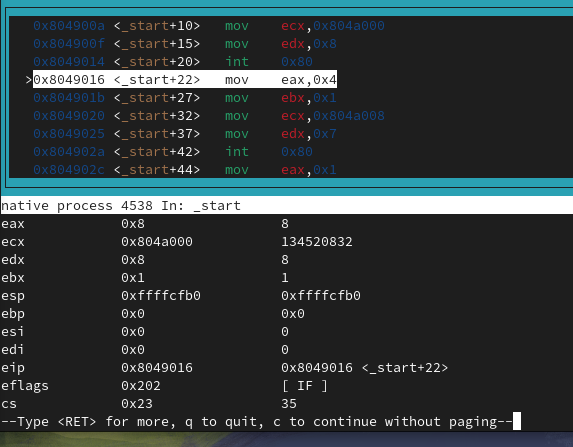 0x804900a <_start+10> mov ecx,0x804a000
0x804900f <_start+15> mov edx,0x8
0x8049014 <_start+20> int 0x80
>0x8049016 <_start+22> mov eax,0x4
0x804901b <_start+27> mov ebx,0x1
0x8049020 <_start+32> mov ecx,0x804a008
0x8049025 <_start+37> mov edx,0x7
0x804902a <_start+42> int 0x80
0x804902c <_start+44> mov eax,0x1
native process 4538 In: _start
eax 0x8 8
ecx 0x804a000 134520832
edx 0x8 8
ebx 0x1 1
esp 0xffffcfb0 0xffffcfb0
ebp 0x0 0x0
esi 0x0 0
edi 0x0 0
eip 0x8049016 0x8049016 <_start+22>
eflags 0x202 [ IF ]
cs 0x23 35
--Type <RET> for more, q to quit, c to continue without paging--